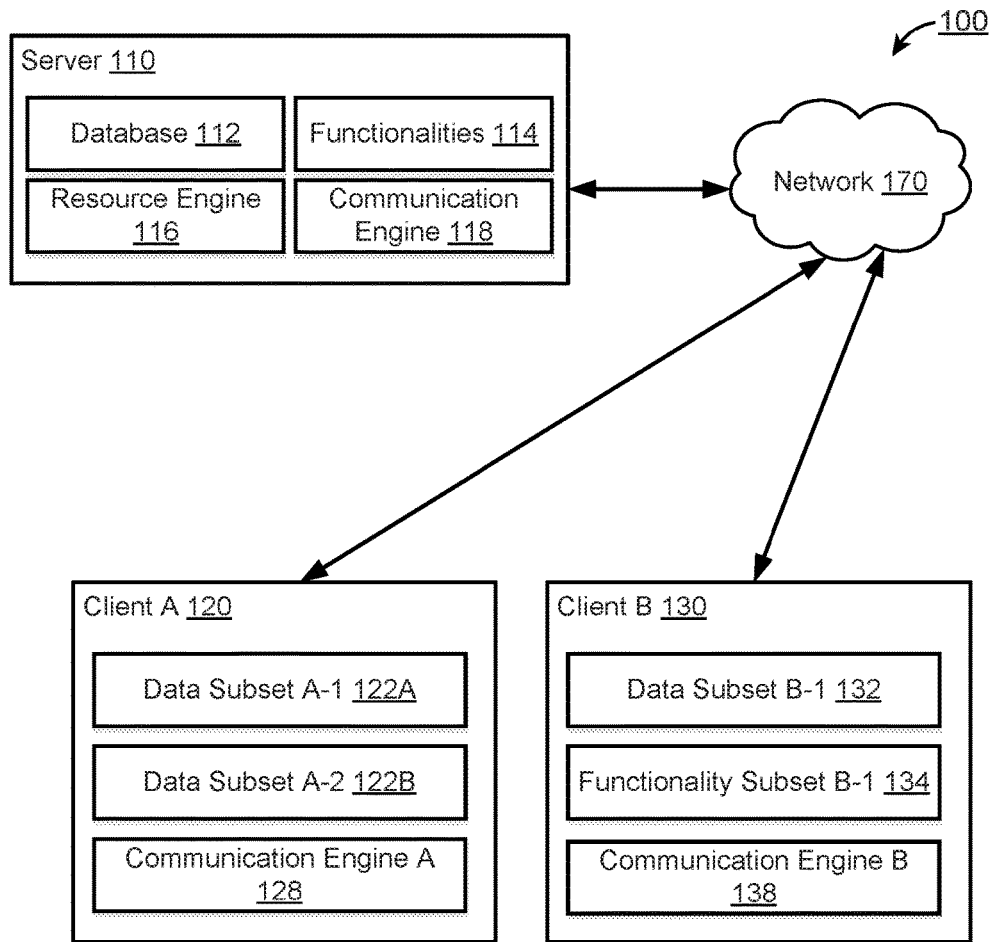 100
Server 110
Database 112
Functionalities 114
Resource Engine
116
Communication
Engine 118
Network 170
Client A 120
Data Subset A-1 122A
Data Subset A-2 122B
Communication Engine A
128
Client B 130
Data Subset B-1 132
Functionality Subset B-1 134
Communication Engine B
138